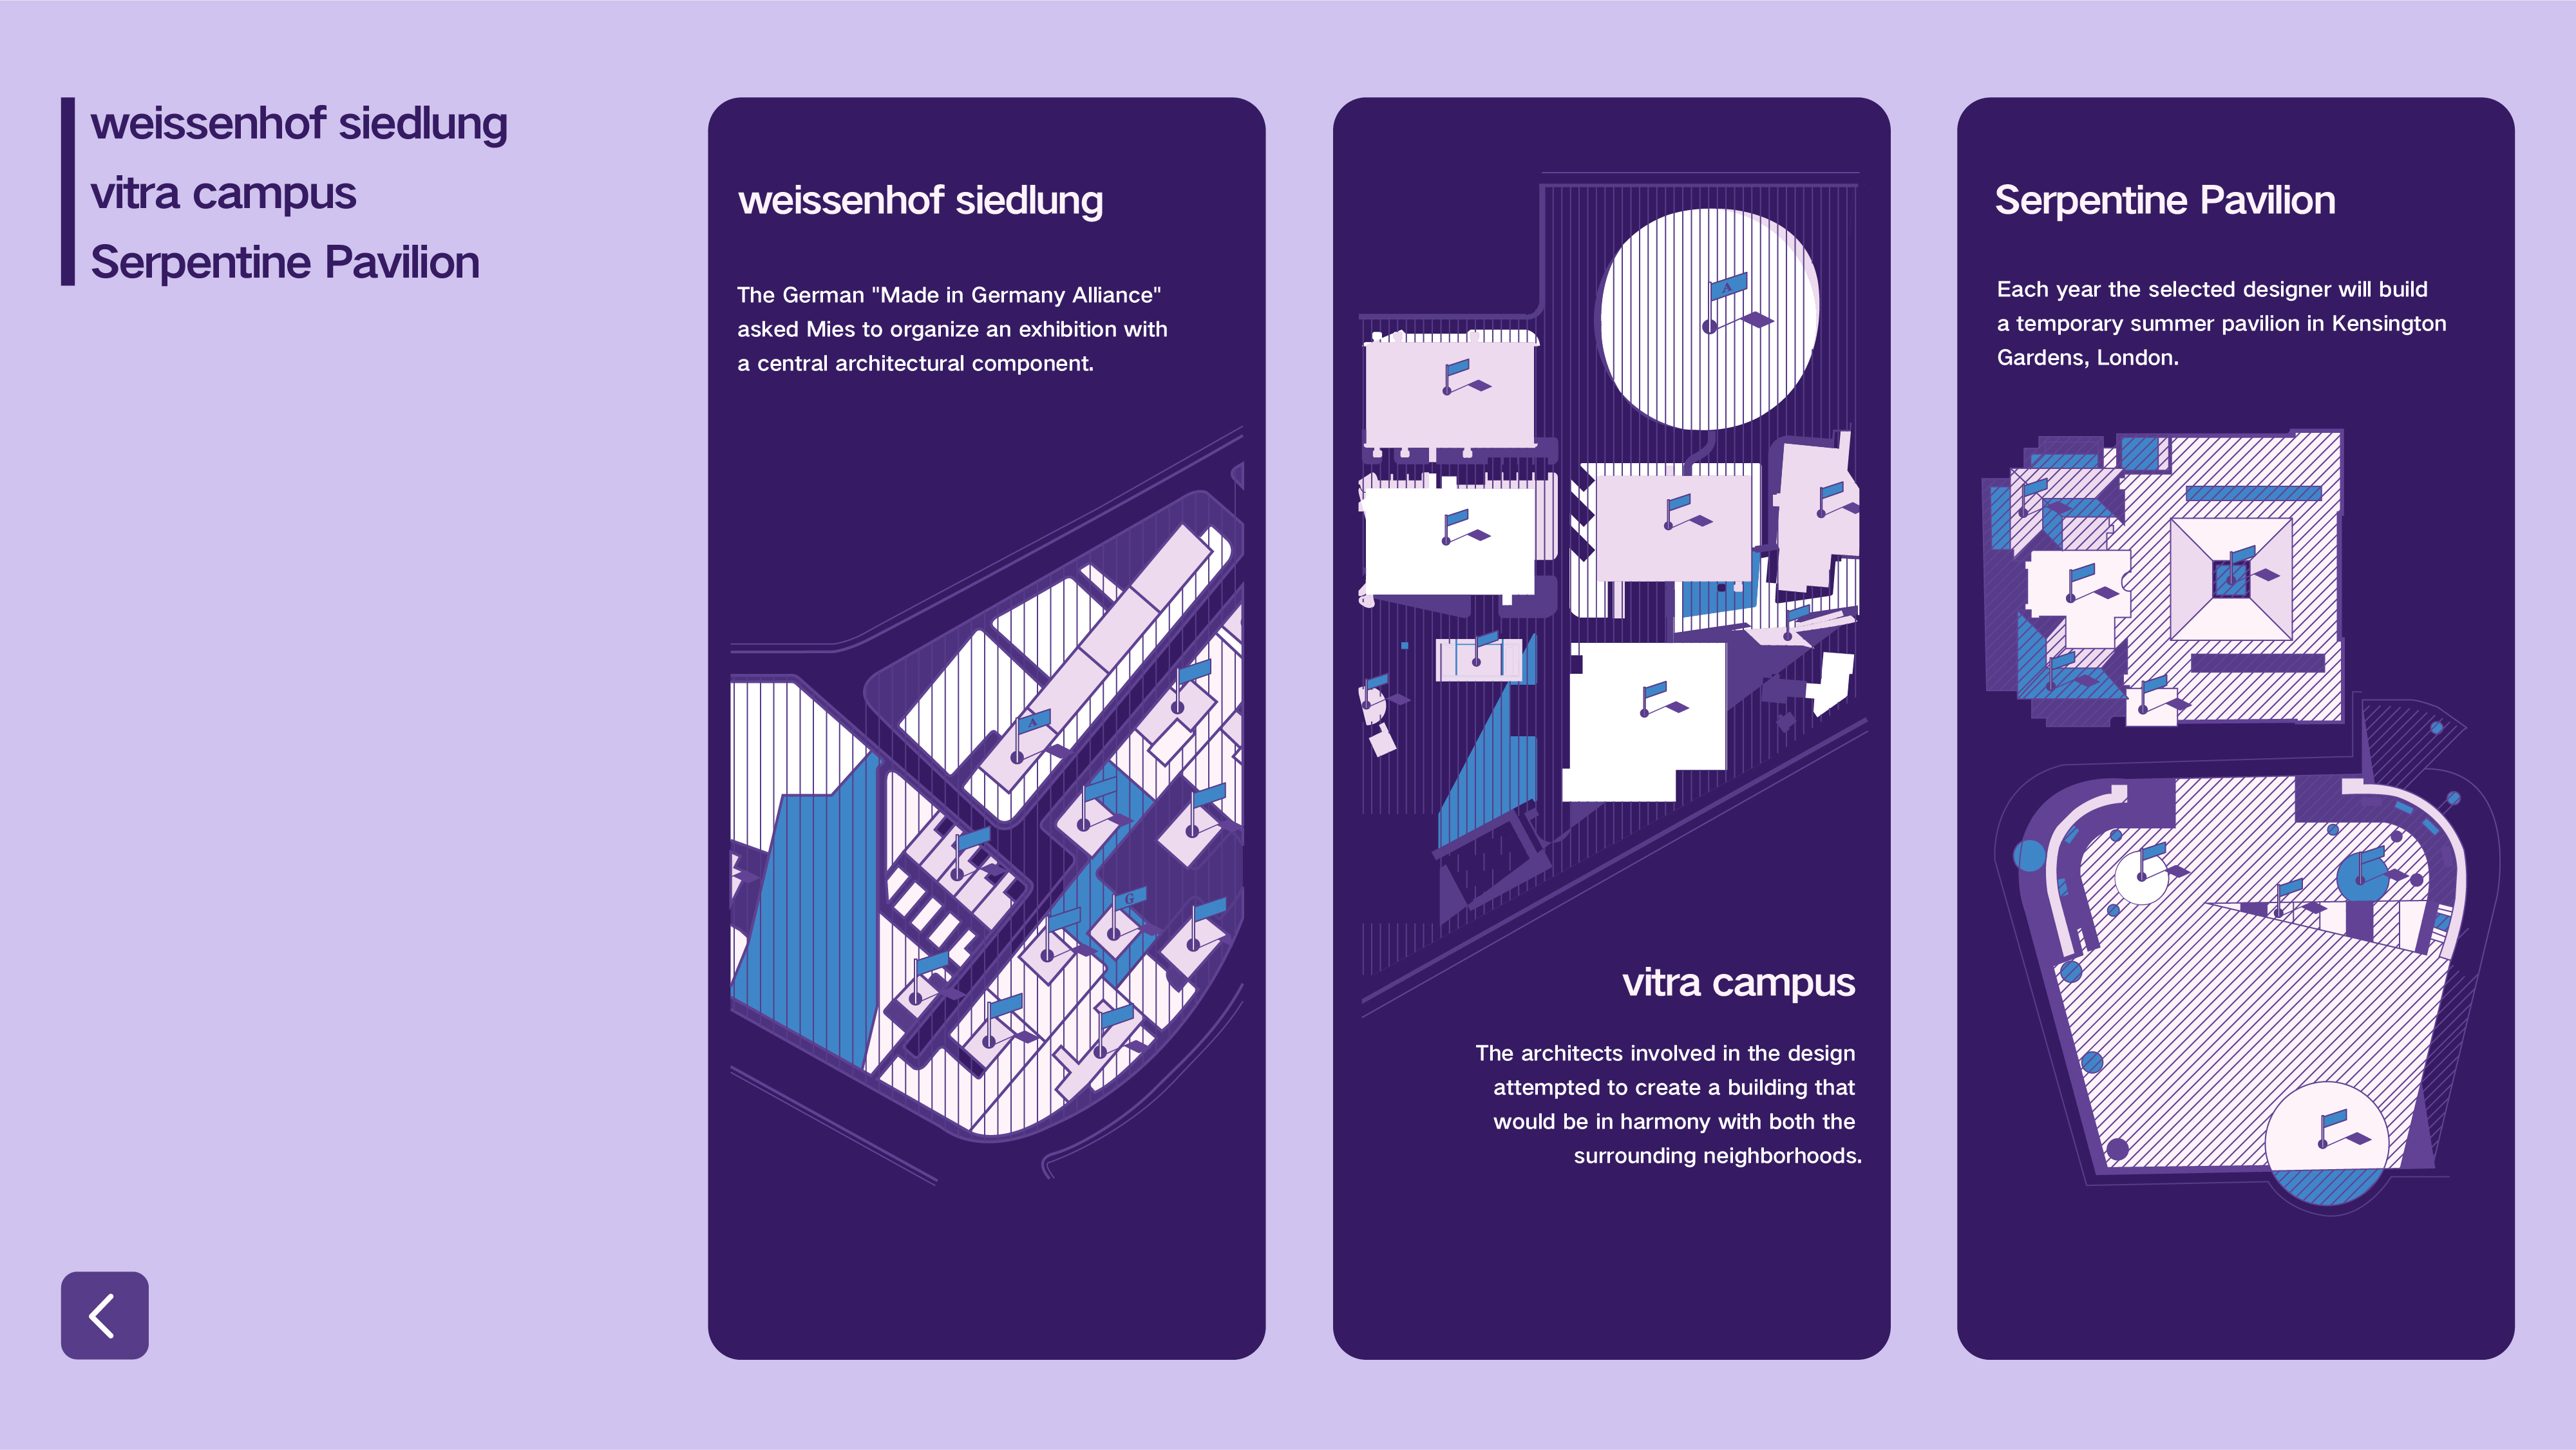 weissenhof siedlung
vitra campus
Serpentine Pavilion
weissenhof siedlung
The German "Made in Germany Alliance"
asked Mies to organize an exhibition with
a central architectural component.
A
G
A
vitra campus
The architects involved in the design
attempted to create a building that
would be in harmony with both the
surrounding neighborhoods.
Serpentine Pavilion
Each year the selected designer will build
a temporary summer pavilion in Kensington
Gardens, London.